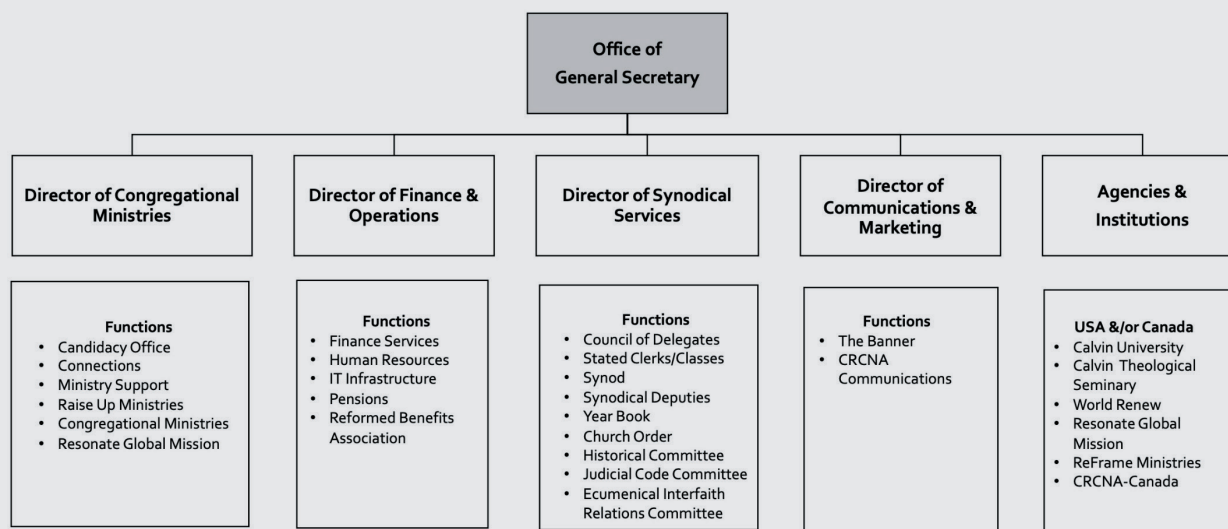 Office of
General Secretary
Director of Congregational
Ministries
Director of Finance &
Operations
Director of Synodical
Services
Director of
Communications &
Marketing
Agencies &
Institutions
Functions
• Candidacy Office
• Connections
• Ministry Support
• Raise Up Ministries
• Congregational Ministries
• Resonate Global Mission
Functions
• Finance Services
• Human Resources
• IT Infrastructure
• Pensions
• Reformed Benefits
Association
Functions
• Council of Delegates
• Stated Clerks/Classes
• Synod
• Synodical Deputies
• Year Book
• Church Order
• Historical Committee
• Judicial Code Committee
• Ecumenical Interfaith
Relations Committee
Functions
• The Banner
• CRCNA
Communications
USA &/or Canada
• Calvin University
• Calvin Theological
Seminary
• World Renew
• Resonate Global
Mission
• ReFrame Ministries
• CRCNA-Canada